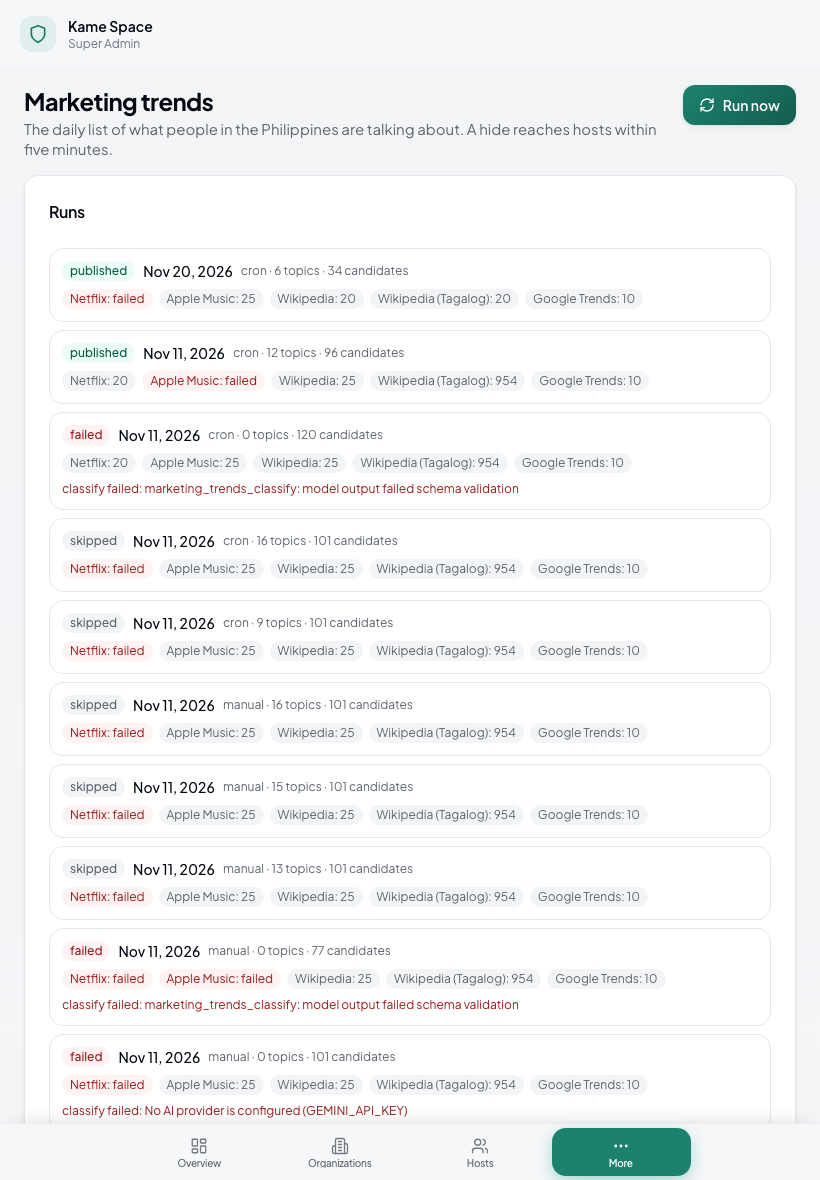 Kame Space
Super Admin
Marketing trends
Run now
The daily list of what people in the Philippines are talking about. A hide reaches hosts within
five minutes.
Runs
published Nov 20, 2026 cron · 6 topics · 34 candidates
Netflix: failed Apple Music: 25 Wikipedia: 20 Wikipedia (Tagalog): 20 Google Trends: 10
published Nov 11, 2026 cron · 12 topics · 96 candidates
Netflix: 20 Apple Music: failed Wikipedia: 25 Wikipedia (Tagalog): 954 Google Trends: 10
failed Nov 11, 2026 cron · 0 topics · 120 candidates
Netflix: 20 Apple Music: 25 Wikipedia: 25 Wikipedia (Tagalog): 954 Google Trends: 10
classify failed: marketing_trends_classify: model output failed schema validation
skipped Nov 11, 2026 cron · 16 topics · 101 candidates
Netflix: failed Apple Music: 25 Wikipedia: 25 Wikipedia (Tagalog): 954 Google Trends: 10
skipped Nov 11, 2026 cron · 9 topics · 101 candidates
Netflix: failed Apple Music: 25 Wikipedia: 25 Wikipedia (Tagalog): 954 Google Trends: 10
skipped Nov 11, 2026 manual · 16 topics · 101 candidates
Netflix: failed Apple Music: 25 Wikipedia: 25 Wikipedia (Tagalog): 954 Google Trends: 10
skipped Nov 11, 2026 manual · 15 topics · 101 candidates
Netflix: failed Apple Music: 25 Wikipedia: 25 Wikipedia (Tagalog): 954 Google Trends: 10
skipped Nov 11, 2026 manual · 13 topics · 101 candidates
Netflix: failed Apple Music: 25 Wikipedia: 25 Wikipedia (Tagalog): 954 Google Trends: 10
failed Nov 11, 2026 manual · 0 topics · 77 candidates
Netflix: failed Apple Music: failed Wikipedia: 25 Wikipedia (Tagalog): 954 Google Trends: 10
classify failed: marketing_trends_classify: model output failed schema validation
failed Nov 11, 2026 manual · 0 topics · 101 candidates
Netflix: failed Apple Music: 25 Wikipedia: 25 Wikipedia (Tagalog): 954 Google Trends: 10
classify failed: No AI provider is configured (GEMINI_API_KEY)
Overview Organizations Hosts More